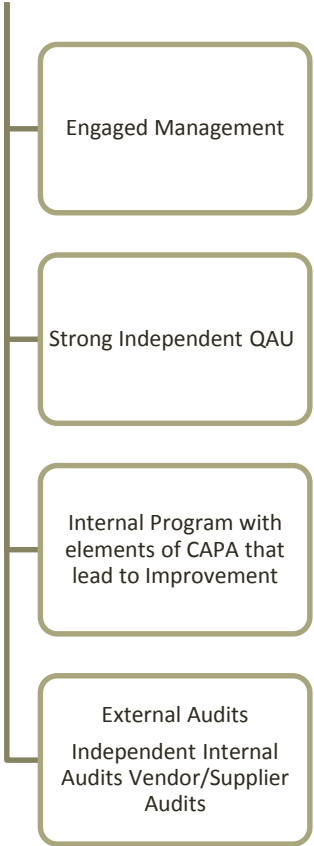 Engaged Management
Strong Independent QAU
Internal Program with
elements of CAPA that
lead to Improvement
External Audits
Independent Internal
Audits Vendor/Supplier
Audits